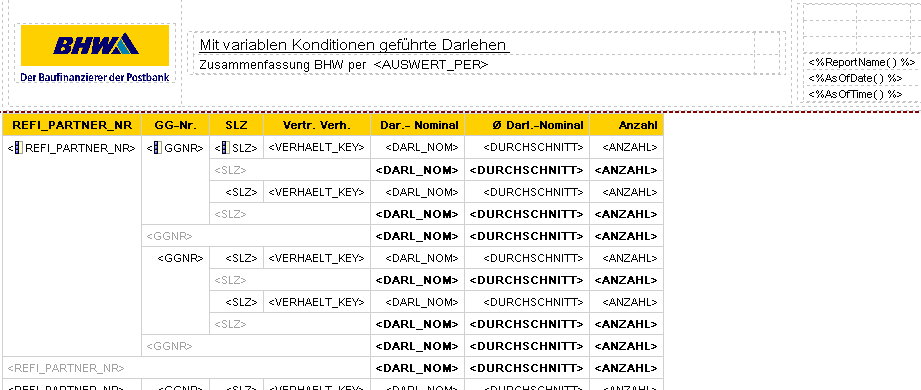 BHW
Der Baufinanzierer der Postbank
Mit variablen Konditionen geführte Darlehen
Zusammenfassung BHW per <AUSWERT_PER>
<%ReportName() %>
<%AsOfDate() %>
<%AsOfTime() %>
REFI_PARTNER_NR GG-Nr. SLZ Vertr. Verh. Dar.- Nominal Ø Darl.-Nominal Anzahl
<REFI_PARTNER_NR> <GGNR> <SLZ> <VERHAELT_KEY> <DARL_NOM> <DURCHSCHNITT> <ANZAHL>
<SLZ> <DARL_NOM> <DURCHSCHNITT> <ANZAHL>
<SLZ> <VERHAELT_KEY> <DARL_NOM> <DURCHSCHNITT> <ANZAHL>
<SLZ> <DARL_NOM> <DURCHSCHNITT> <ANZAHL>
<GGNR> <DARL_NOM> <DURCHSCHNITT> <ANZAHL>
<GGNR> <SLZ> <VERHAELT_KEY> <DARL_NOM> <DURCHSCHNITT> <ANZAHL>
<SLZ> <DARL_NOM> <DURCHSCHNITT> <ANZAHL>
<SLZ> <VERHAELT_KEY> <DARL_NOM> <DURCHSCHNITT> <ANZAHL>
<SLZ> <DARL_NOM> <DURCHSCHNITT> <ANZAHL>
<GGNR> <DARL_NOM> <DURCHSCHNITT> <ANZAHL>
<REFI_PARTNER_NR> <DARL_NOM> <DURCHSCHNITT> <ANZAHL>
<REFI_PARTNER_NR> <GGNR> <SLZ> <VERHAELT_KEY> <DARL_NOM> <DURCHSCHNITT> <ANZAHL>